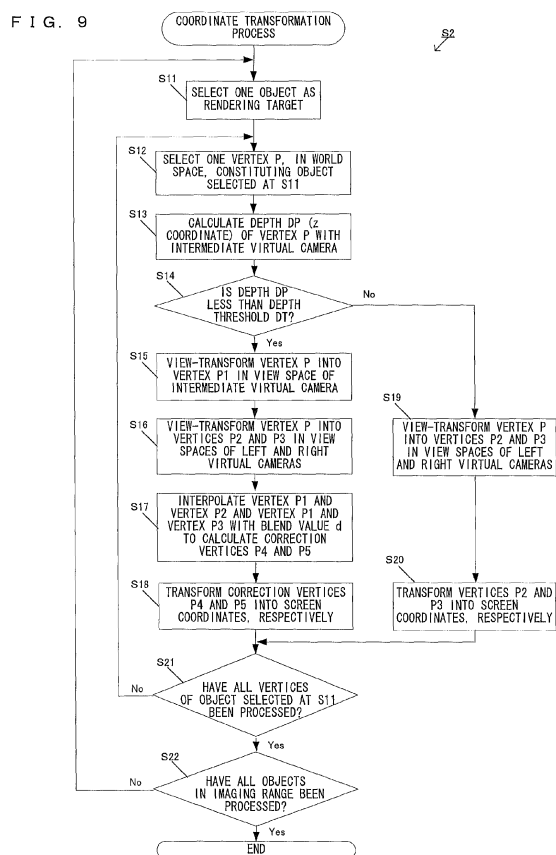 FIG. 9
COORDINATE TRANSFORMATION
PROCESS
S2
S11
SELECT ONE OBJECT AS
RENDERING TARGET
S12
SELECT ONE VERTEX P, IN WORLD
SPACE, CONSTITUTING OBJECT
SELECTED AT S11
S13
CALCULATE DEPTH DP (z
COORDINATE) OF VERTEX P WITH
INTERMEDIATE VIRTUAL CAMERA
S14
IS DEPTH DP
LESS THAN DEPTH
THRESHOLD DT?
No
Yes
S15
VIEW-TRANSFORM VERTEX P INTO
VERTEX P1 IN VIEW SPACE OF
INTERMEDIATE VIRTUAL CAMERA
S16
VIEW-TRANSFORM VERTEX P INTO
VERTICES P2 AND P3 IN VIEW
SPACES OF LEFT AND RIGHT
VIRTUAL CAMERAS
S19
VIEW-TRANSFORM VERTEX P
INTO VERTICES P2 AND P3
IN VIEW SPACES OF LEFT
AND RIGHT VIRTUAL CAMERAS
S17
INTERPOLATE VERTEX P1 AND
VERTEX P2 AND VERTEX P1 AND
VERTEX P3 WITH BLEND VALUE d
TO CALCULATE CORRECTION
VERTICES P4 AND P5
S18
TRANSFORM CORRECTION VERTICES
P4 AND P5 INTO SCREEN
COORDINATES, RESPECTIVELY
S20
TRANSFORM VERTICES P2 AND
P3 INTO SCREEN
COORDINATES, RESPECTIVELY
S21
HAVE ALL VERTICES
OF OBJECT SELECTED AT S11
BEEN PROCESSED?
No
Yes
S22
HAVE ALL OBJECTS
IN IMAGING RANGE BEEN
PROCESSED?
No
Yes
END